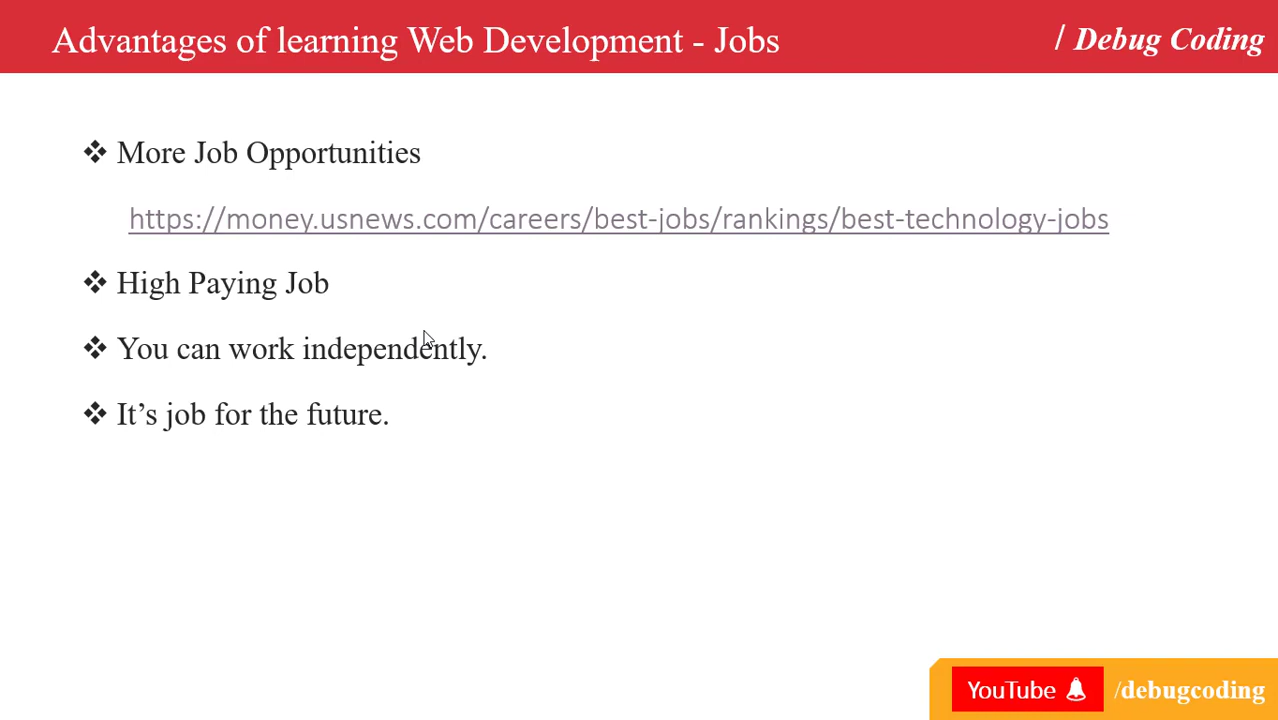 Advantages of learning Web Development - Jobs
/ Debug Coding
❖ More Job Opportunities
https://money.usnews.com/careers/best-jobs/rankings/best-technology-jobs
❖ High Paying Job
❖ You can work independently.
❖ It’s job for the future.
YouTube /debugcoding